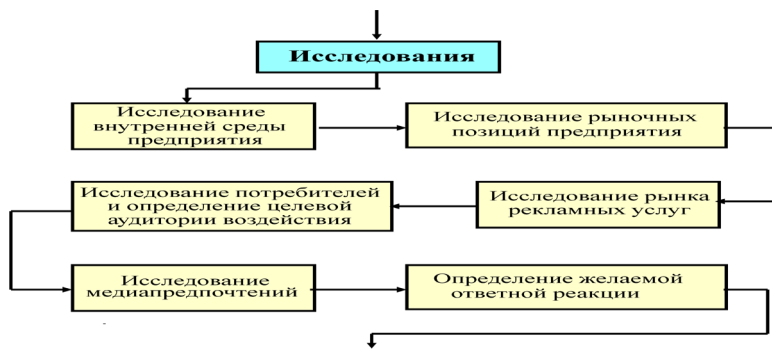 Исследования
Исследование
внутренней среды
предприятия
Исследование рыночных
позиций предприятия
Исследование рынка
рекламных услуг
Исследование потребителей
и определение целевой
аудитории воздействия
Исследование
медиапредпочтений
Определение желаемой
ответной реакции